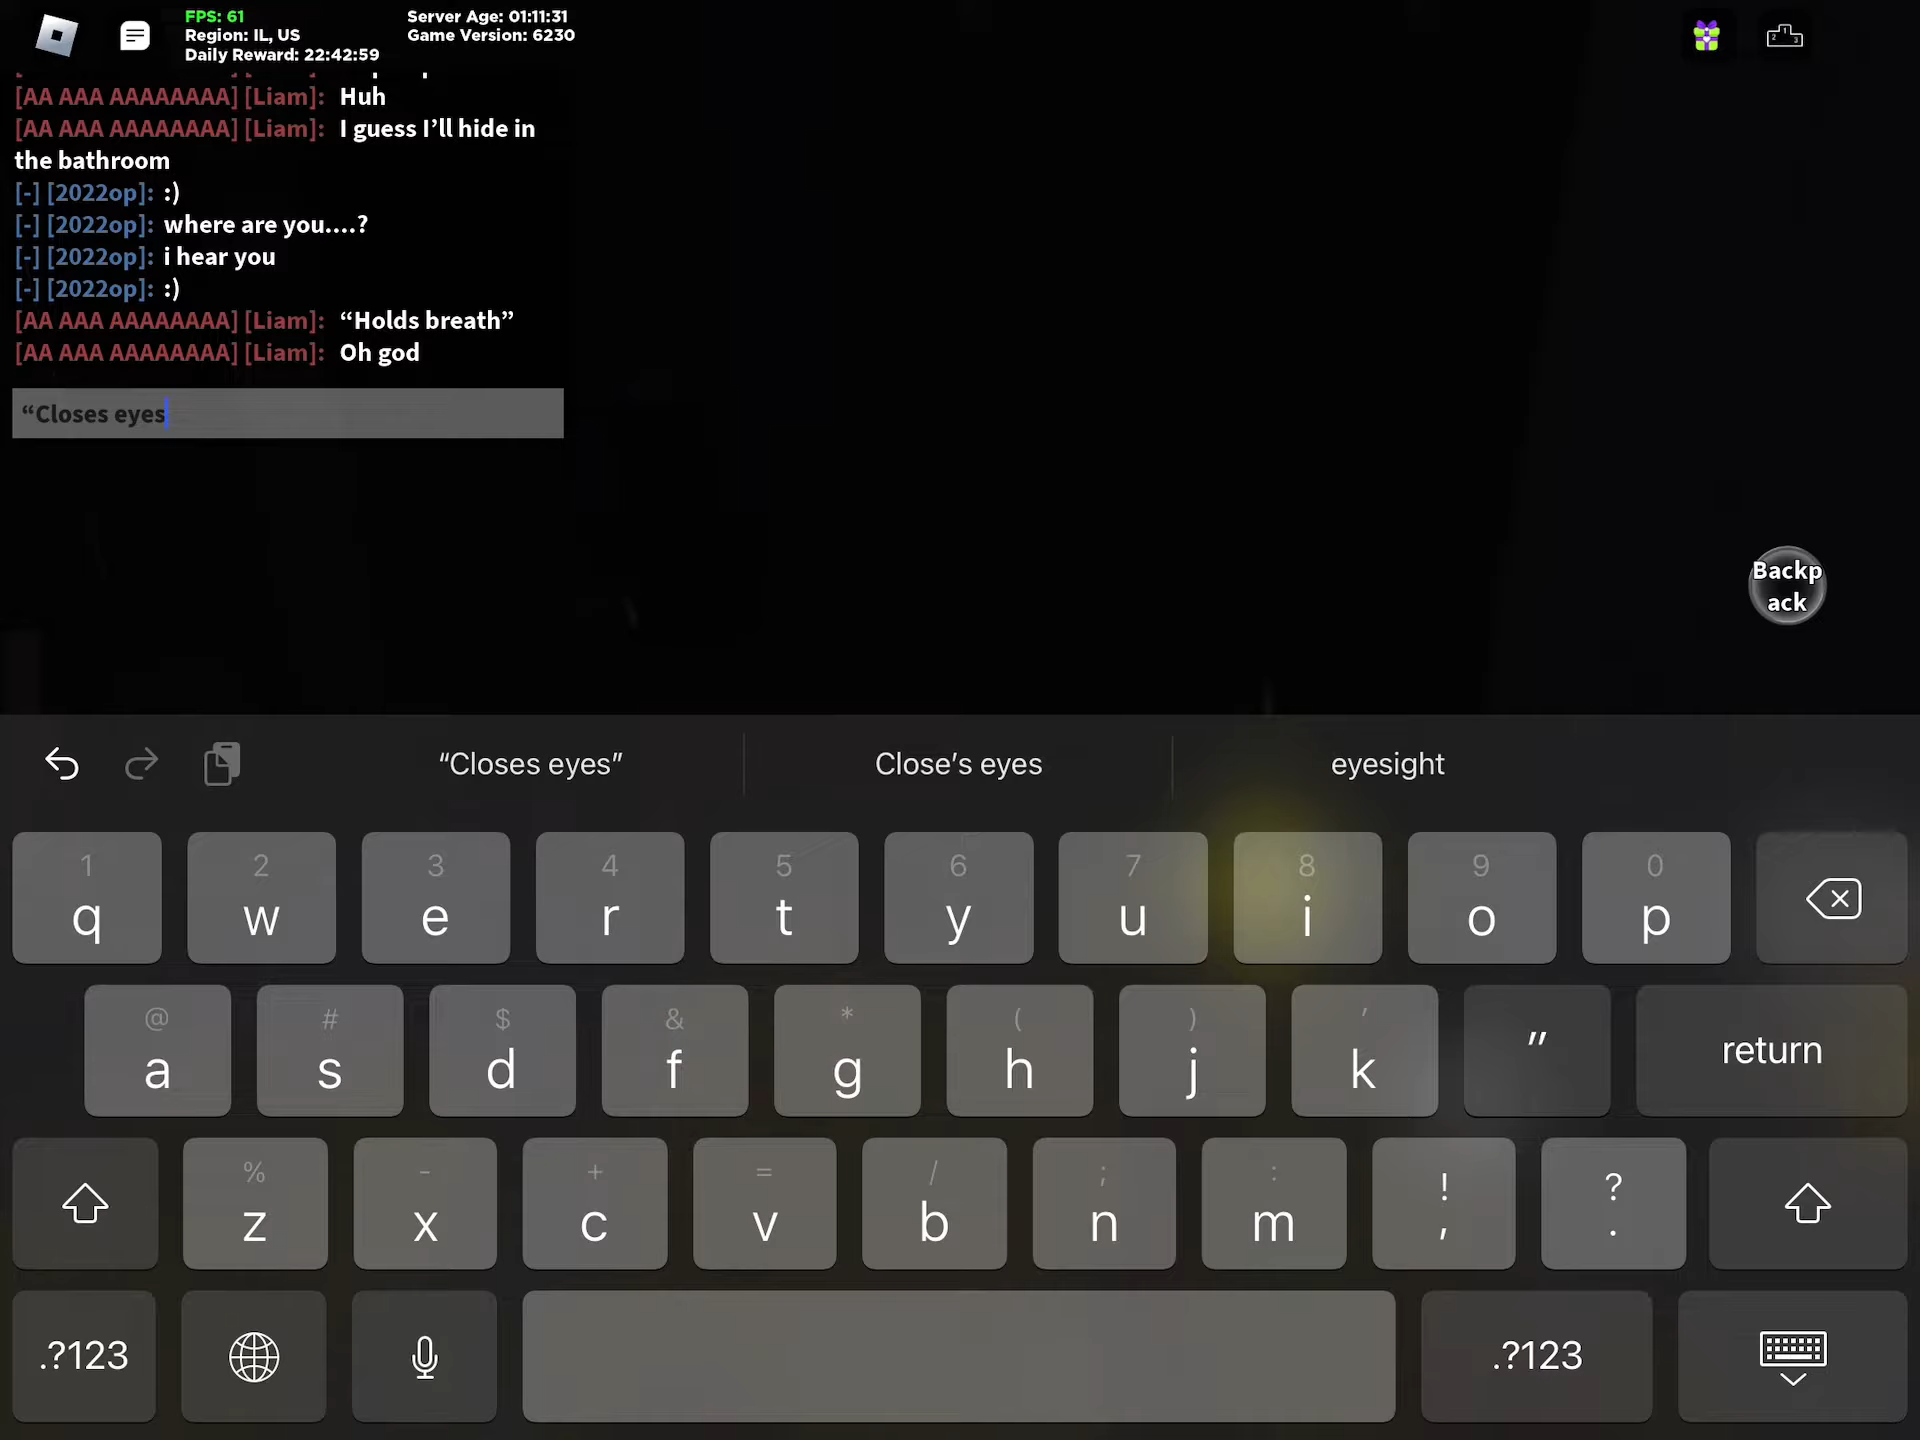 FPS: 61
Region: IL, US
Daily Reward: 22:42:59
Server Age: 01:11:31
Game Version: 6230
[AA AAA AAAAAAAA] [Liam]: Huh
[AA AAA AAAAAAAA] [Liam]: I guess I’ll hide in
the bathroom
[-] [2022op]: :)
[-] [2022op]: where are you....?
[-] [2022op]: i hear you
[-] [2022op]: :)
[AA AAA AAAAAAAA] [Liam]: “Holds breath”
[AA AAA AAAAAAAA] [Liam]: Oh god
“Closes eyes
Backp
ack
“Closes eyes” Close’s eyes eyesight
1 2 3 4 5 6 7 8 9 0
q w e r t y u i o p
@ # $ & * ( ) ’
a s d f g h j k ” return
% - + = / ; : ! ?
z x c v b n m , .
.?123 .?123